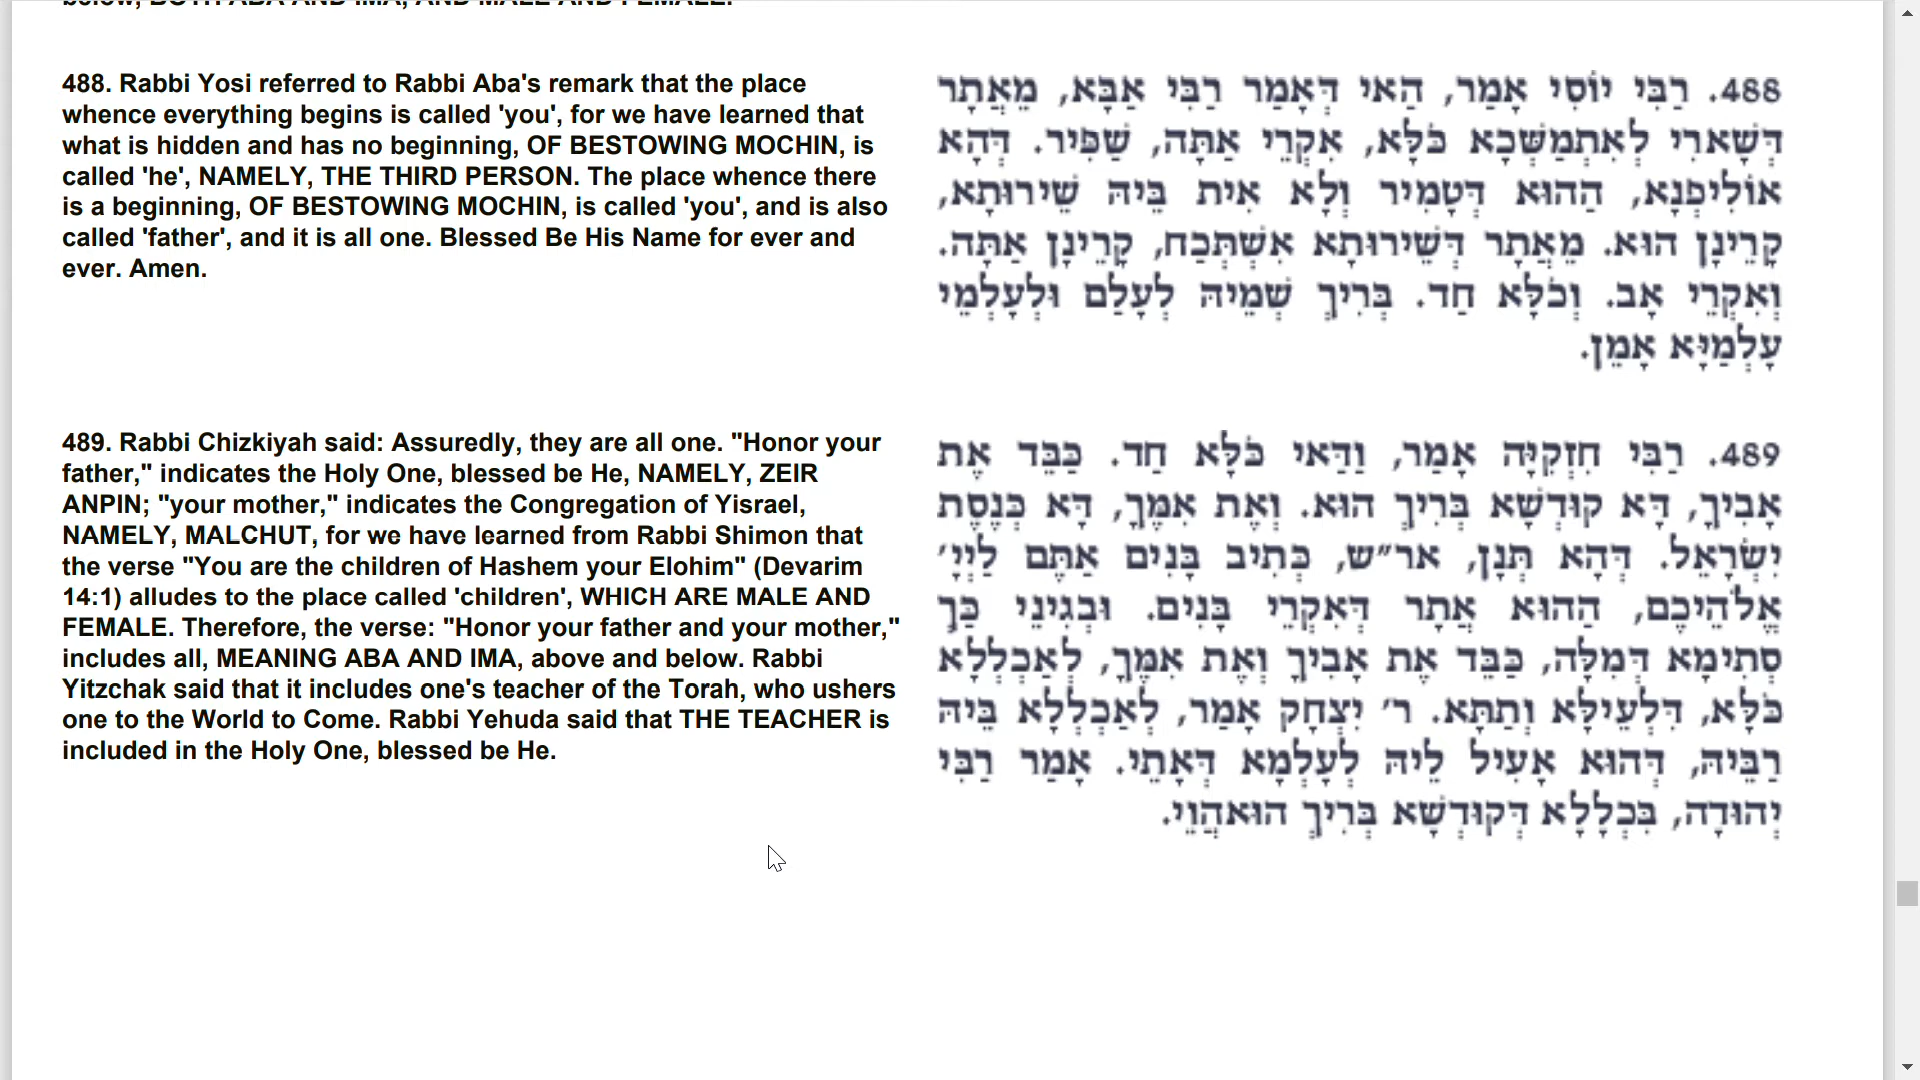 below, BOTH ABA AND IMA, AND MALE AND FEMALE.
488. Rabbi Yosi referred to Rabbi Aba's remark that the place
whence everything begins is called 'you', for we have learned that
what is hidden and has no beginning, OF BESTOWING MOCHIN, is
called 'he', NAMELY, THE THIRD PERSON. The place whence there
is a beginning, OF BESTOWING MOCHIN, is called 'you', and is also
called 'father', and it is all one. Blessed Be His Name for ever and
ever. Amen.
488. רַבִּי יוֹסִי אָמַר, הַאי דְּאָמַר רַבִּי אַבָּא, מֵאֲתָר
דְּשָׁארִי לְאִתְמַשְּׁכָא כֹּלָּא, אִקְרֵי אַתָּה, שַׁפִּיר. דְּהָא
אוֹלִיפְנָא, הַהוּא דְּטָמִיר וְלָא אִית בֵּיהּ שֵׁירוּתָא,
קָרֵינָן הוּא. מֵאֲתָר דְּשֵׁירוּתָא אִשְׁתְּכַח, קָרֵינָן אַתָּה.
וְאִקְרֵי אָב. וְכֹלָּא חַד. בְּרִיךְ שְׁמֵיהּ לְעָלַם וּלְעָלְמֵי
עָלְמַיָּא אָמֵן.
489. Rabbi Chizkiyah said: Assuredly, they are all one. "Honor your
father," indicates the Holy One, blessed be He, NAMELY, ZEIR
ANPIN; "your mother," indicates the Congregation of Yisrael,
NAMELY, MALCHUT, for we have learned from Rabbi Shimon that
the verse "You are the children of Hashem your Elohim" (Devarim
14:1) alludes to the place called 'children', WHICH ARE MALE AND
FEMALE. Therefore, the verse: "Honor your father and your mother,"
includes all, MEANING ABA AND IMA, above and below. Rabbi
Yitzchak said that it includes one's teacher of the Torah, who ushers
one to the World to Come. Rabbi Yehuda said that THE TEACHER is
included in the Holy One, blessed be He.
489. רַבִּי חִזְקִיָּה אָמַר, וַדַּאי כֹּלָּא חַד. כַּבֵּד אֶת
אָבִיךָ, דָּא קוּדְשָׁא בְּרִיךְ הוּא. וְאֶת אִמֶּךָ, דָּא כְּנֶסֶת
יִשְׂרָאֵל. דְּהָא תְּנָן, אר״ש, כְּתִיב בָּנִים אַתֶּם לַיְיָ׳
אֱלֹהֵיכֶם, הַהוּא אֲתָר דְּאִקְרֵי בָּנִים. וּבְגִינֵי כַּךְ
סְתִימָא דְּמִלָּה, כַּבֵּד אֶת אָבִיךָ וְאֶת אִמֶּךָ, לְאַכְלְלָא
כֹּלָּא, דִּלְעֵילָּא וְתַתָּא. ר׳ יִצְחָק אָמַר, לְאַכְלְלָא בֵּיהּ
רַבֵּיהּ, דְּהוּא אָעִיל לֵיהּ לְעָלְמָא דְּאָתֵי. אָמַר רַבִּי
יְהוּדָה, בִּכְלָלָא דְּקוּדְשָׁא בְּרִיךְ הוּאהֲוֵי.